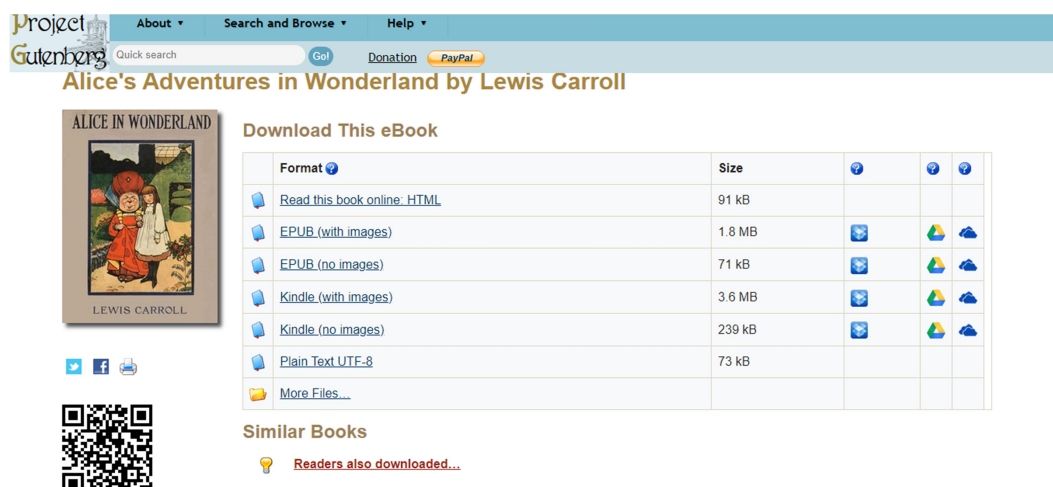 Project
Gutenberg
About ▾ Search and Browse ▾ Help ▾
Quick search Go! Donation PayPal
Alice's Adventures in Wonderland by Lewis Carroll
ALICE IN WONDERLAND
LEWIS CARROLL
Download This eBook
Format ? Size ? ? ?
Read this book online: HTML 91 kB
EPUB (with images) 1.8 MB
EPUB (no images) 71 kB
Kindle (with images) 3.6 MB
Kindle (no images) 239 kB
Plain Text UTF-8 73 kB
More Files...
Similar Books
Readers also downloaded...